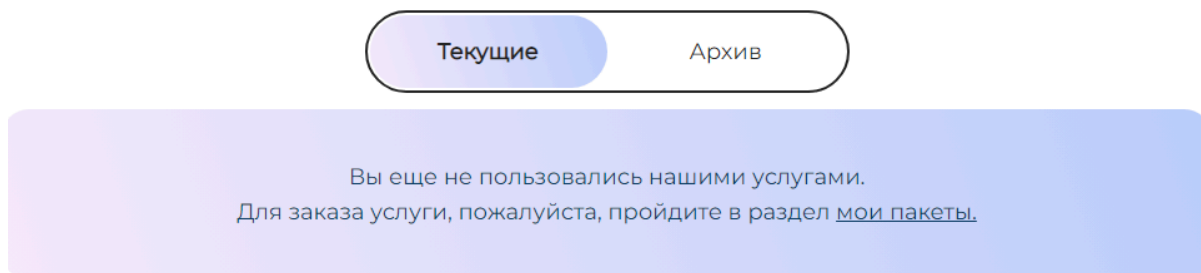 Текущие Архив
Вы еще не пользовались нашими услугами.
Для заказа услуги, пожалуйста, пройдите в раздел мои пакеты.